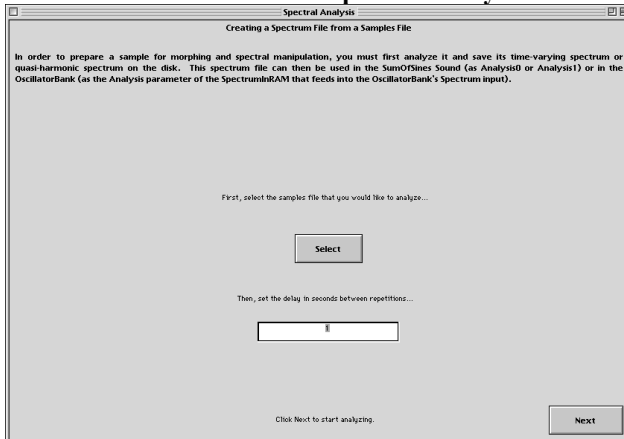 Spectral Analysis
Creating a Spectrum File from a Samples File
In order to prepare a sample for morphing and spectral manipulation, you must first analyze it and save its time-varying spectrum or
quasi-harmonic spectrum on the disk. This spectrum file can then be used in the SumOfSines Sound (as Analysis0 or Analysis1) or in the
OscillatorBank (as the Analysis parameter of the SpectrumInRAM that feeds into the OscillatorBank's Spectrum input).
First, select the samples file that you would like to analyze...
Select
Then, set the delay in seconds between repetitions...
1
Click Next to start analyzing.
Next